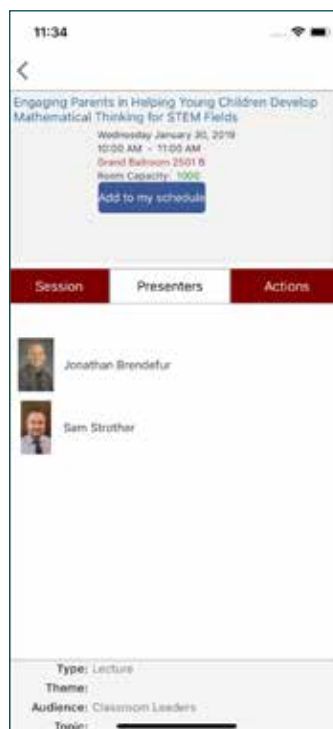 11:34
Engaging Parents in Helping Young Children Develop
Mathematical Thinking for STEM Fields
Wednesday January 30, 2019
10:00 AM - 11:00 AM
Grand Ballroom 2501 B
Room Capacity: 1000
Add to my schedule
Session Presenters Actions
Jonathan Brendefur
Sam Strother
Type: Lecture
Theme:
Audience: Classroom Leaders
Topic: